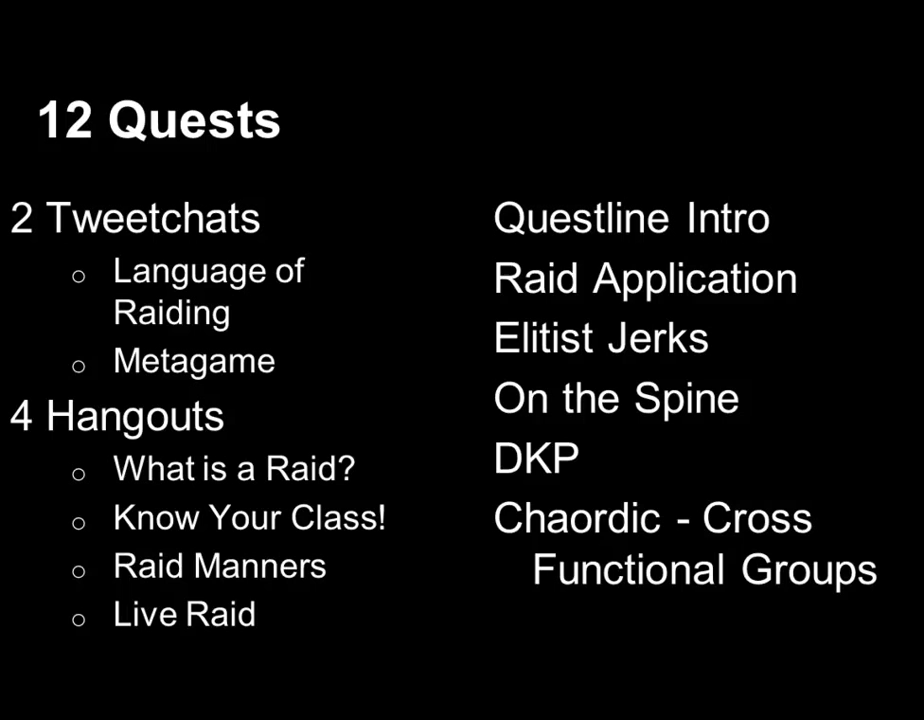 12 Quests
2 Tweetchats
o Language of
Raiding
o Metagame
4 Hangouts
o What is a Raid?
o Know Your Class!
o Raid Manners
o Live Raid
Questline Intro
Raid Application
Elitist Jerks
On the Spine
DKP
Chaordic - Cross
Functional Groups